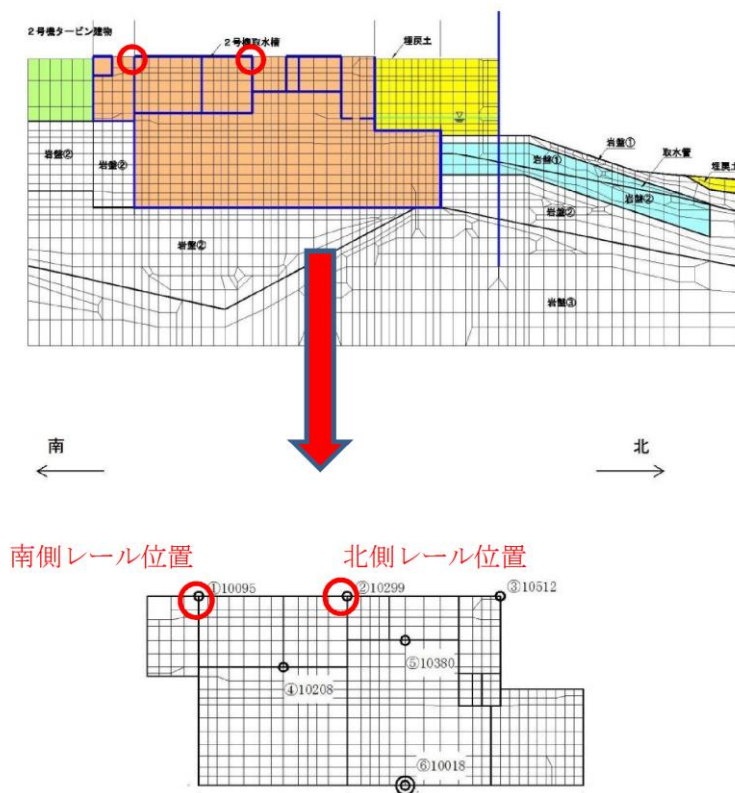 2号機タービン建物
2号機取水槽
埋戻土
岩盤②
岩盤②
岩盤①
取水管
埋戻土
岩盤①
岩盤②
岩盤②
岩盤②
岩盤③
南
北
南側レール位置
北側レール位置
①10095
②10299
③10512
④10208
⑤10380
⑥10018